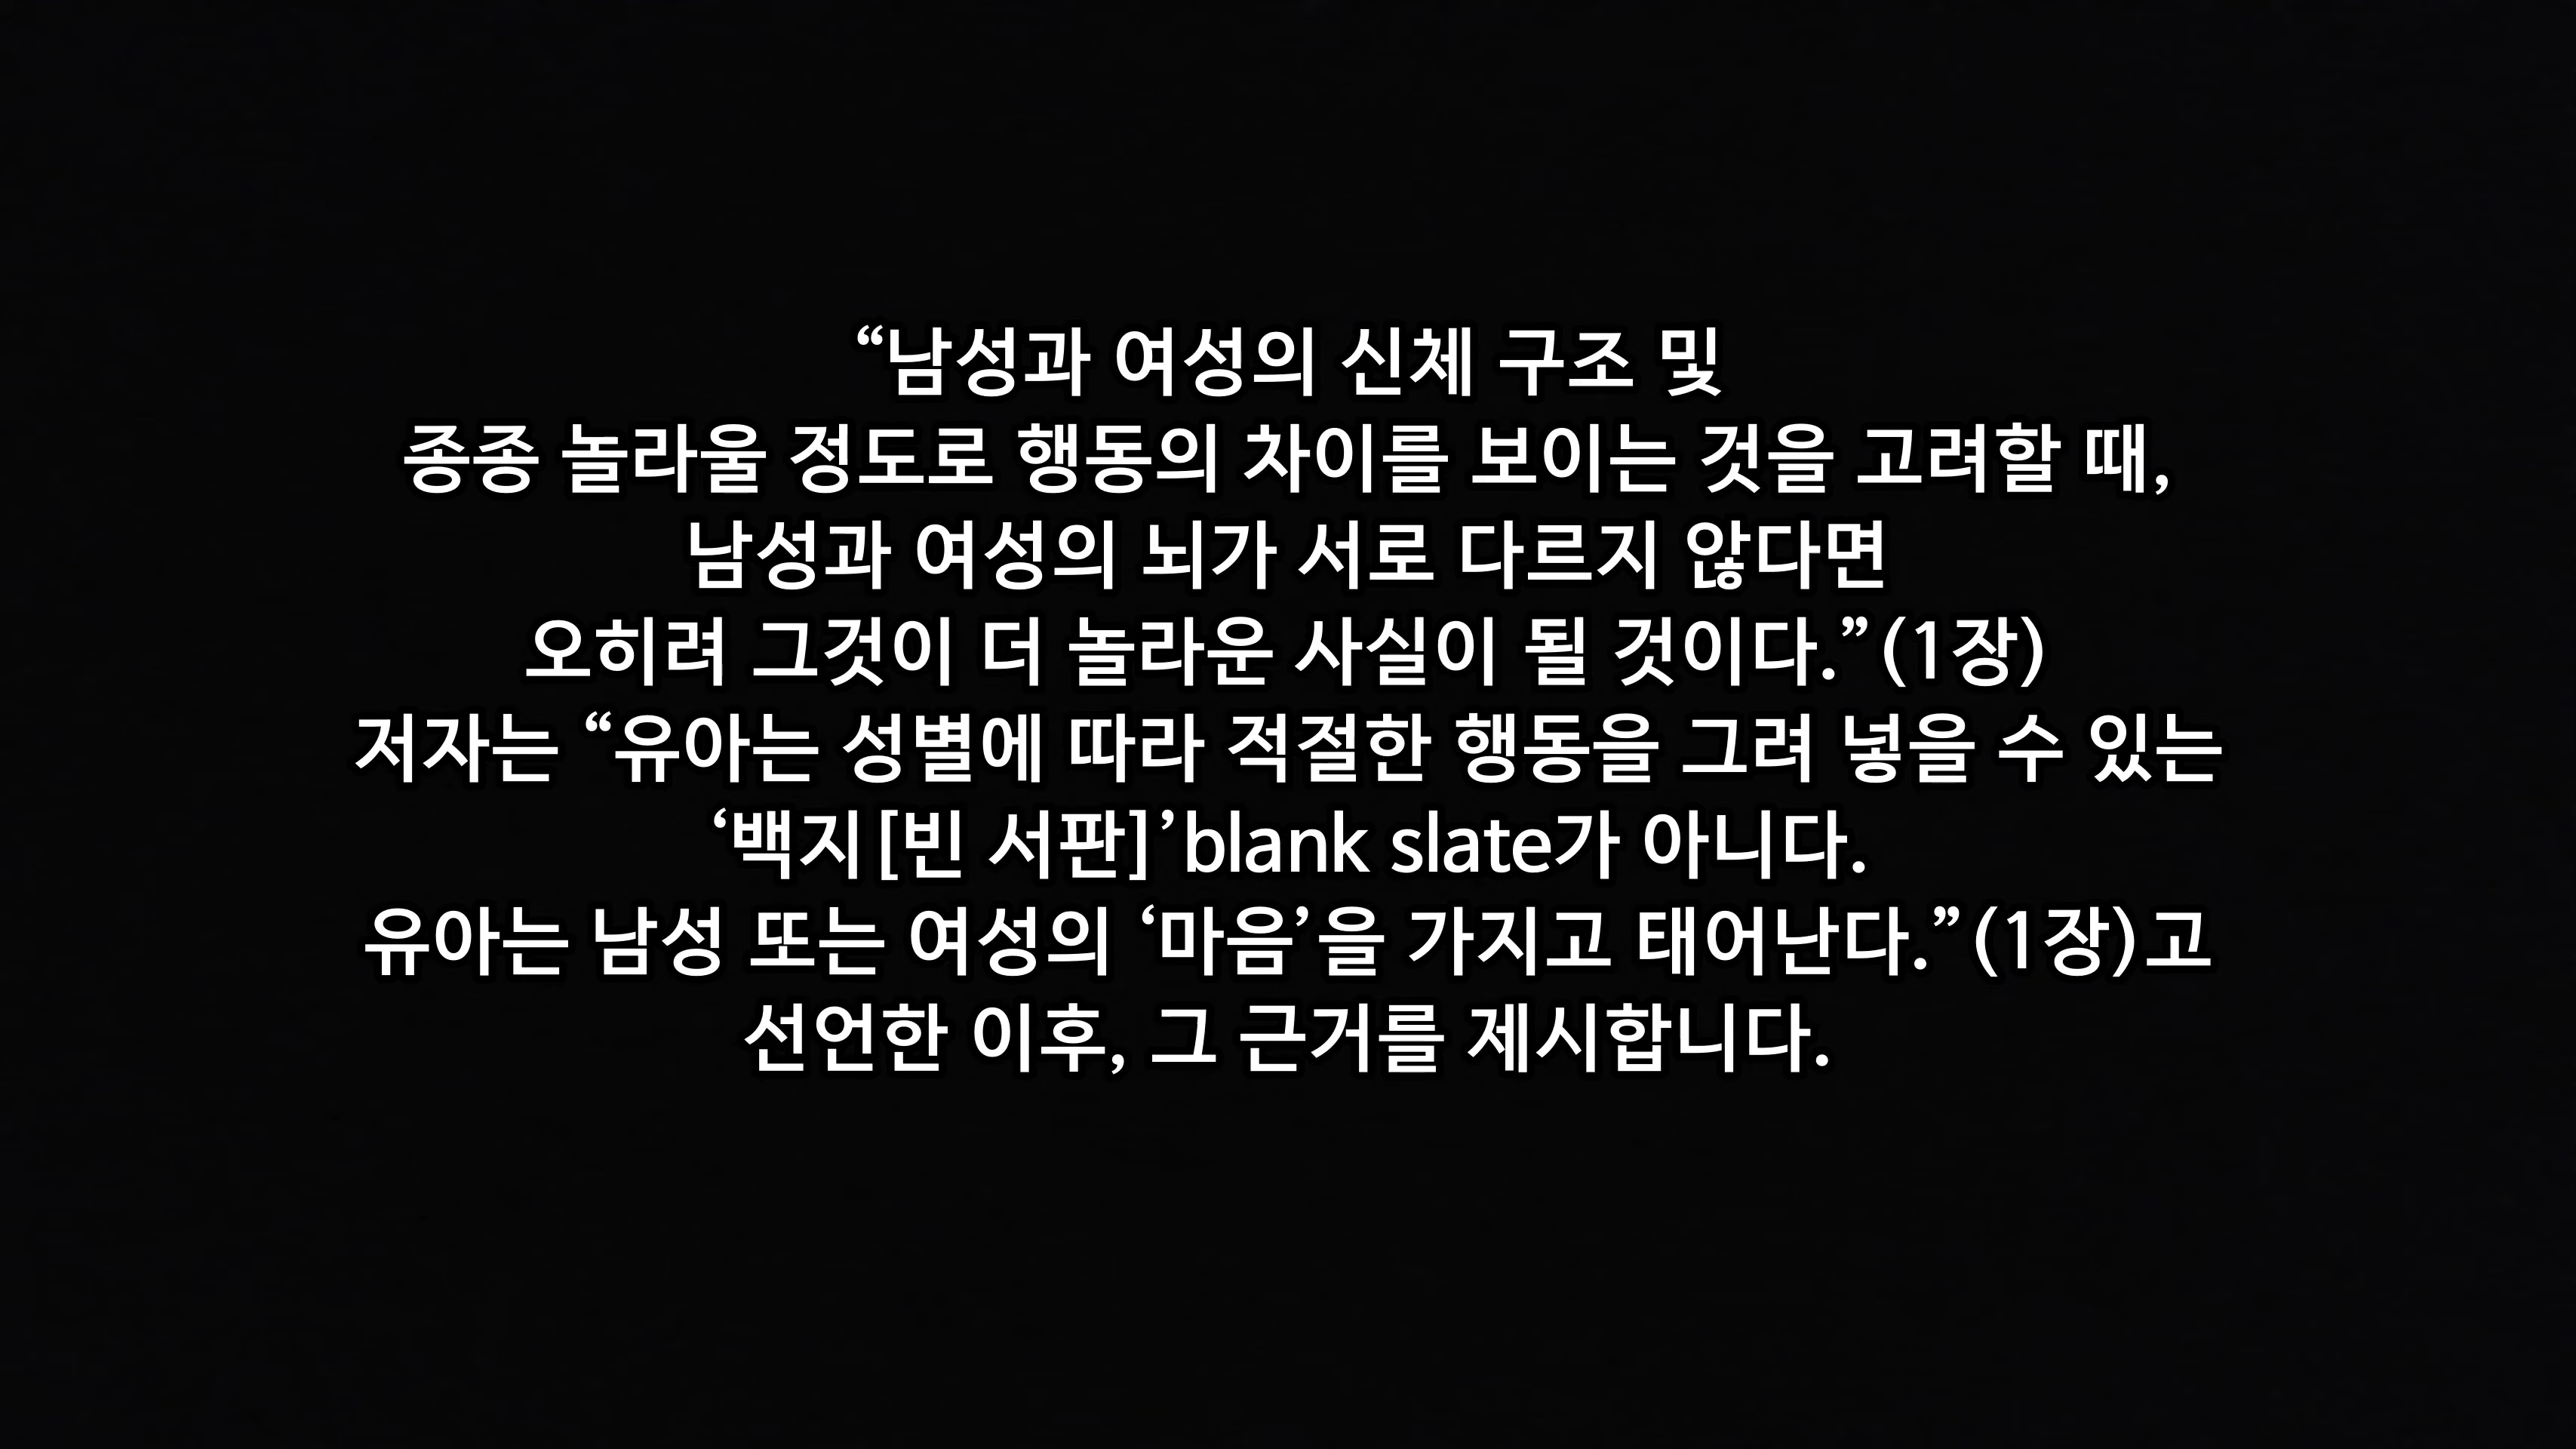 “남성과 여성의 신체 구조 및
종종 놀라울 정도로 행동의 차이를 보이는 것을 고려할 때,
남성과 여성의 뇌가 서로 다르지 않다면
오히려 그것이 더 놀라운 사실이 될 것이다.”(1장)
저자는 “유아는 성별에 따라 적절한 행동을 그려 넣을 수 있는
‘백지[빈 서판]’blank slate가 아니다.
유아는 남성 또는 여성의 ‘마음’을 가지고 태어난다.”(1장)고
선언한 이후, 그 근거를 제시합니다.